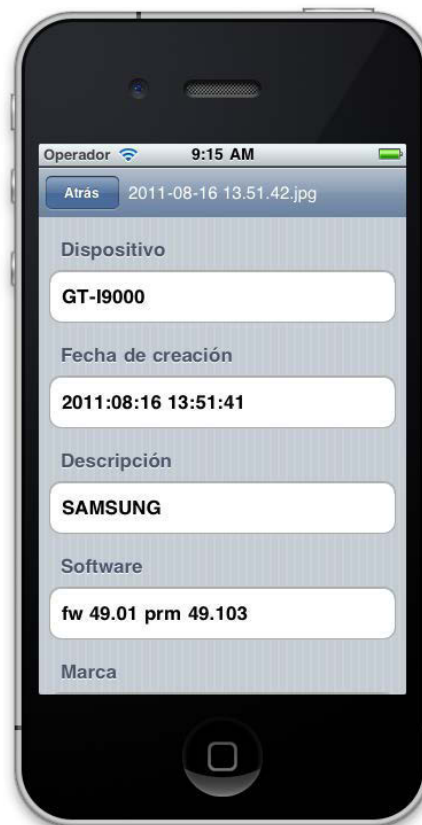 Operador 9:15 AM
Atrás 2011-08-16 13.51.42.jpg
Dispositivo
GT-I9000
Fecha de creación
2011:08:16 13:51:41
Descripción
SAMSUNG
Software
fw 49.01 prm 49.103
Marca